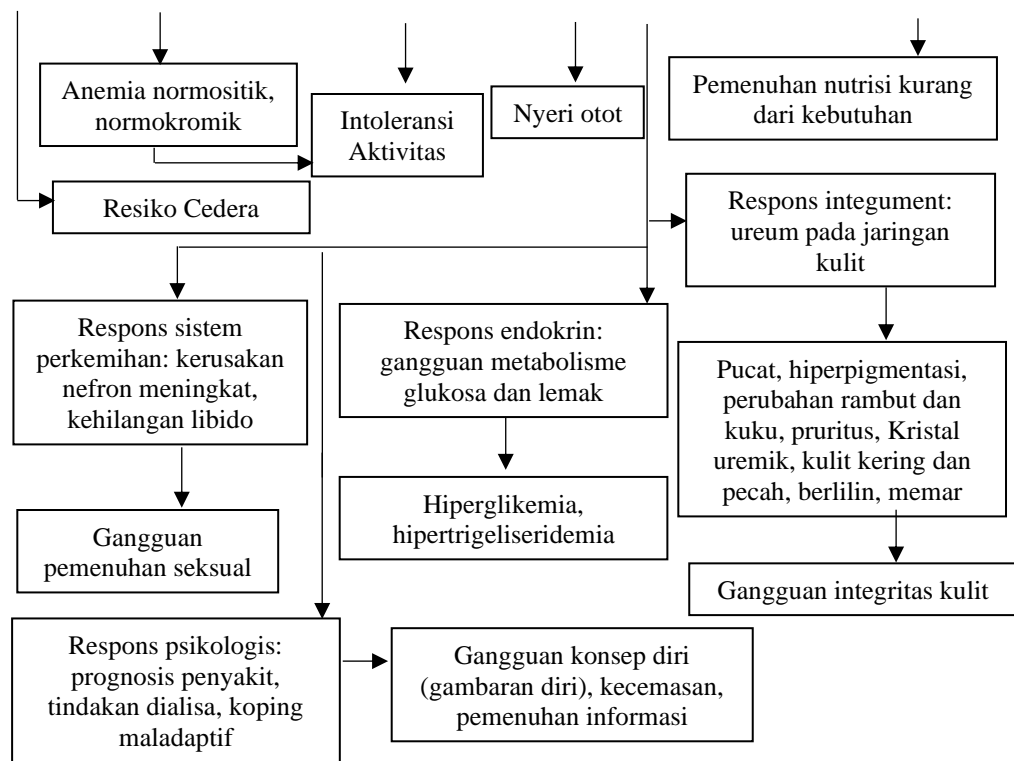 Anemia normositik,
normokromik
Intoleransi
Aktivitas
Nyeri otot
Pemenuhan nutrisi kurang
dari kebutuhan
Resiko Cedera
Respons integument:
ureum pada jaringan
kulit
Respons sistem
perkemihan: kerusakan
nefron meningkat,
kehilangan libido
Respons endokrin:
gangguan metabolisme
glukosa dan lemak
Pucat, hiperpigmentasi,
perubahan rambut dan
kuku, pruritus, Kristal
uremik, kulit kering dan
pecah, berlilin, memar
Gangguan
pemenuhan seksual
Hiperglikemia,
hipertrigeliseridemia
Gangguan integritas kulit
Respons psikologis:
prognosis penyakit,
tindakan dialisa, koping
maladaptif
Gangguan konsep diri
(gambaran diri), kecemasan,
pemenuhan informasi